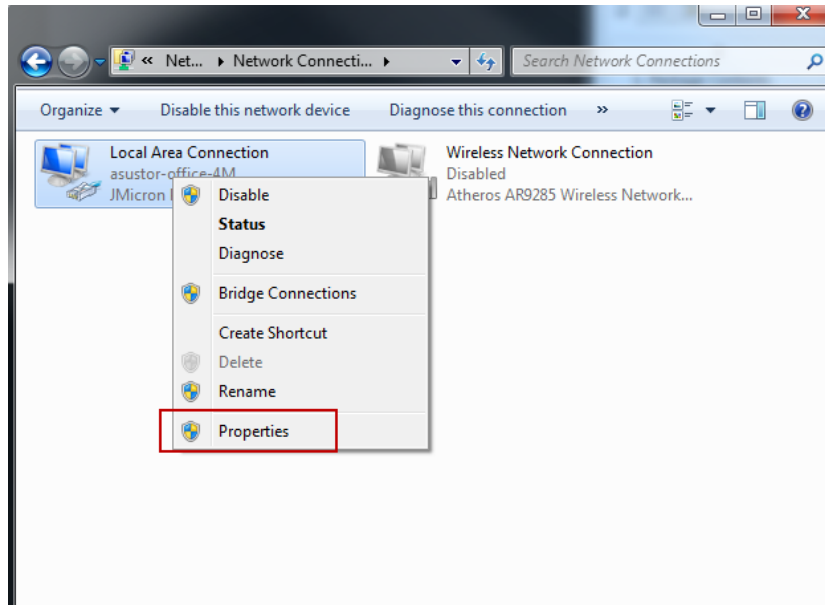 « Net... Network Connecti... Search Network Connections
Organize Disable this network device Diagnose this connection »
Local Area Connection
asustor-office-4M
JMicron
Wireless Network Connection
Disabled
Atheros AR9285 Wireless Network...
Disable
Status
Diagnose
Bridge Connections
Create Shortcut
Delete
Rename
Properties